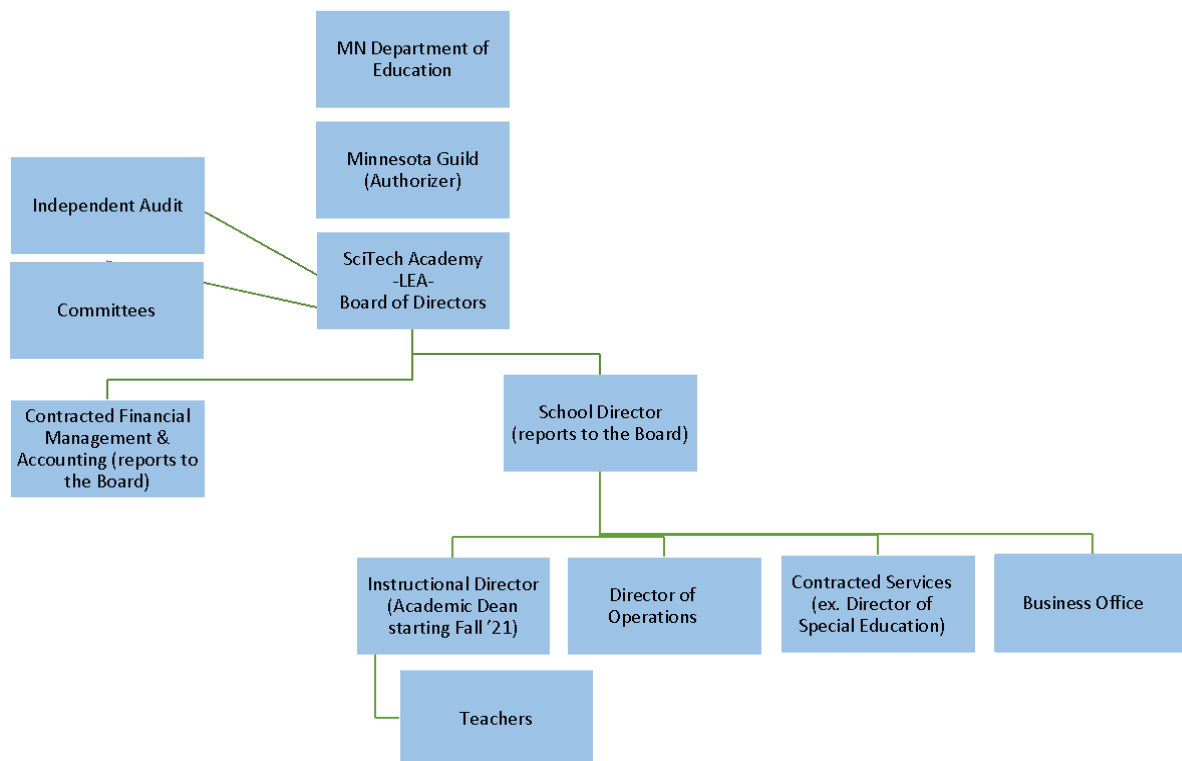 MN Department of
Education
Minnesota Guild
(Authorizer)
Independent Audit
SciTech Academy
-LEA-
Board of Directors
Committees
Contracted Financial
Management &
Accounting (reports to
the Board)
School Director
(reports to the Board)
Instructional Director
(Academic Dean
starting Fall ’21)
Director of
Operations
Contracted Services
(ex. Director of
Special Education)
Business Office
Teachers